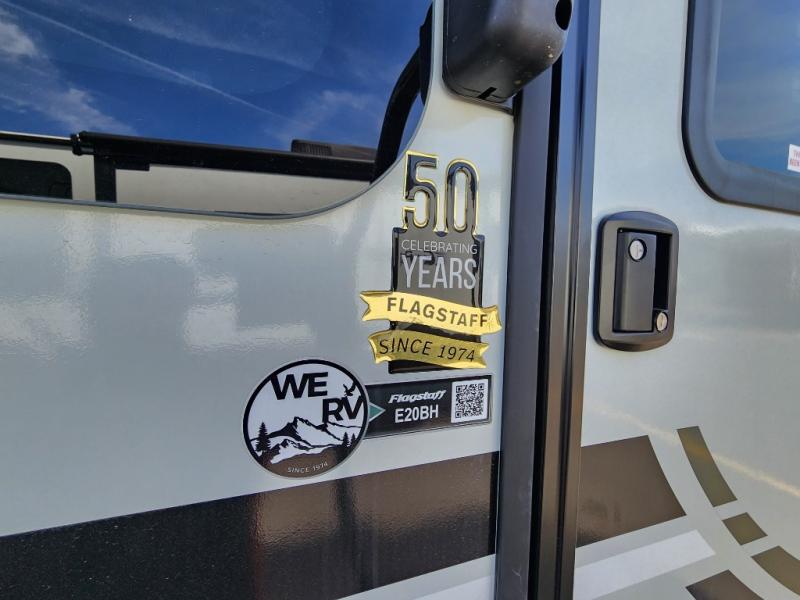 50
CELEBRATING
YEARS
FLAGSTAFF
SINCE 1974
WE
RV
SINCE 1974
Flagstaff
E20BH